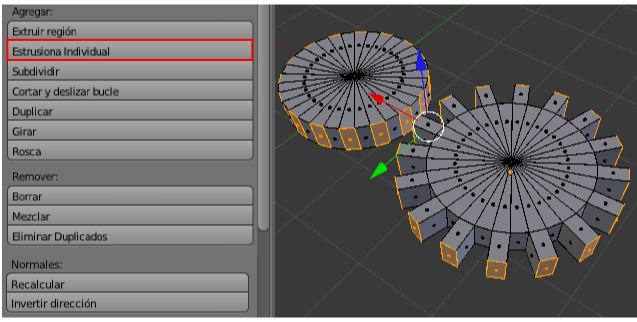 Agregar:
Extruir región
Estrusiona Individual
Subdividir
Cortar y deslizar bucle
Duplicar
Girar
Rosca
Remover:
Borrar
Mezclar
Eliminar Duplicados
Normales:
Recalcular
Invertir dirección